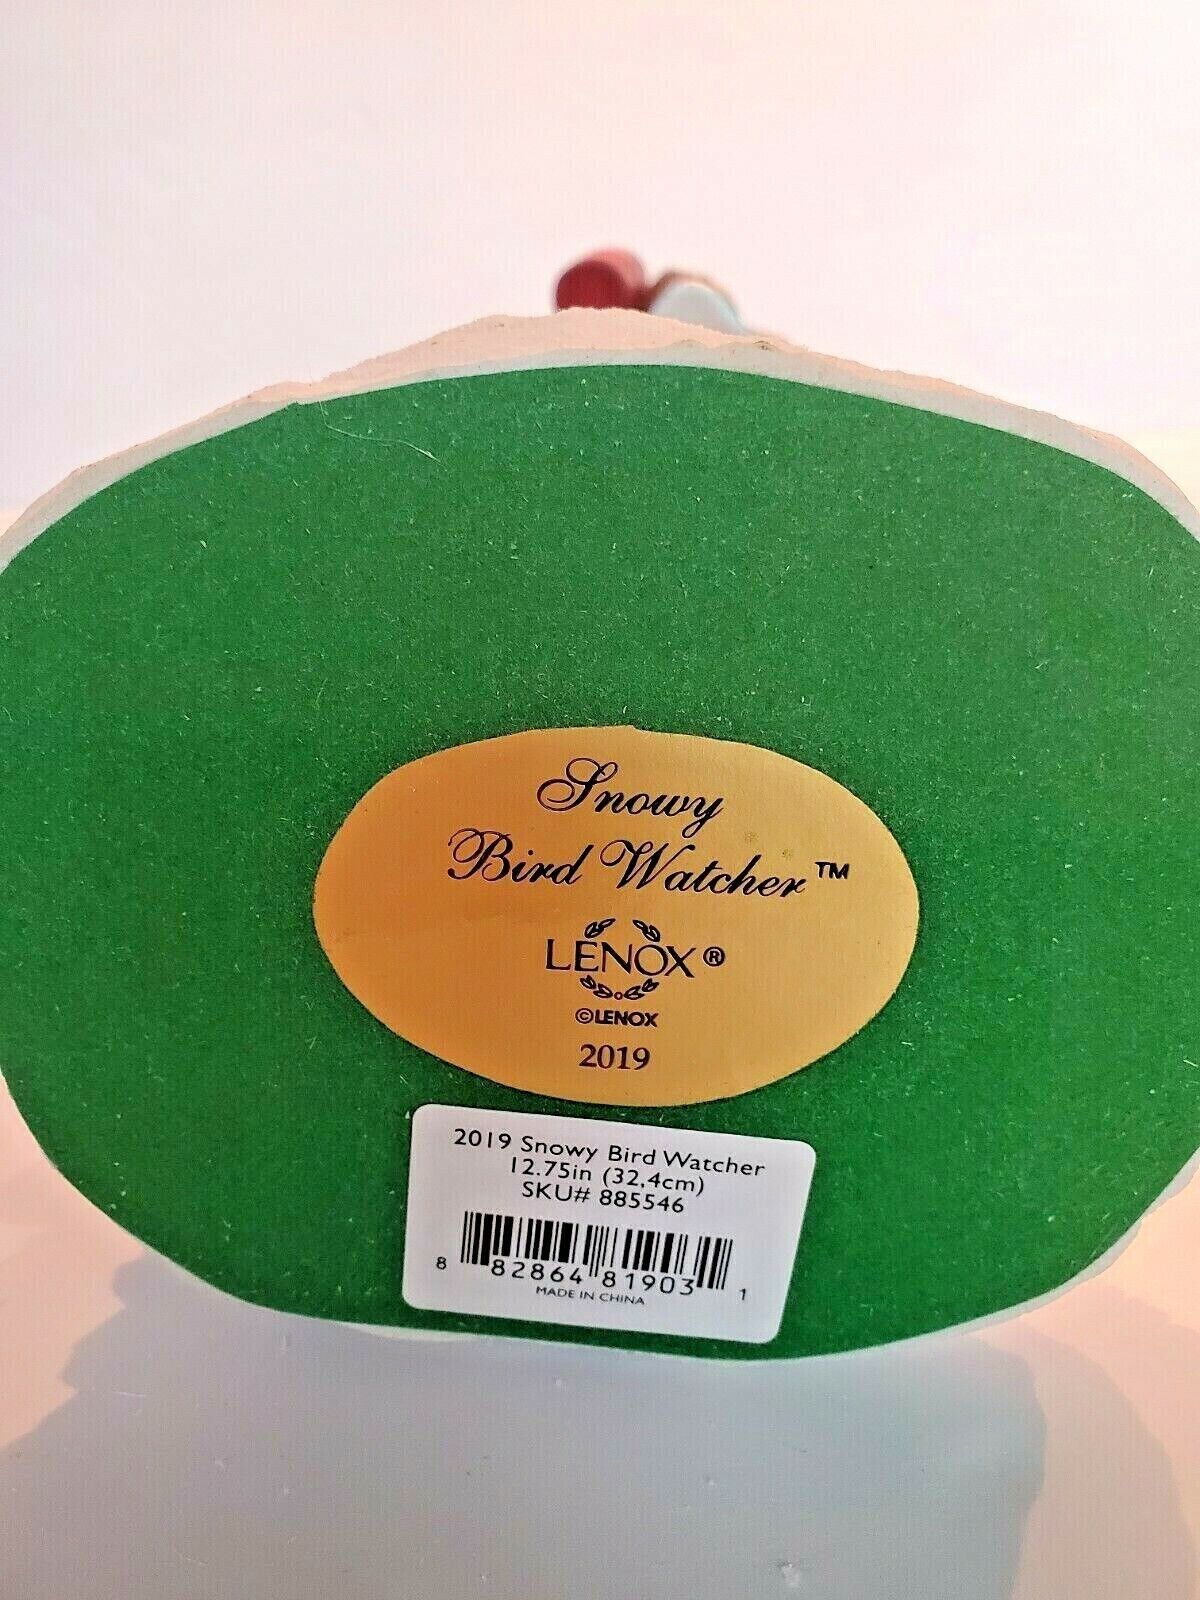 Snowy
Bird Watcher™
LENOX®
©LENOX
2019
2019 Snowy Bird Watcher
12.75in (32,4cm)
SKU# 885546
8 82864 81903 1
MADE IN CHINA